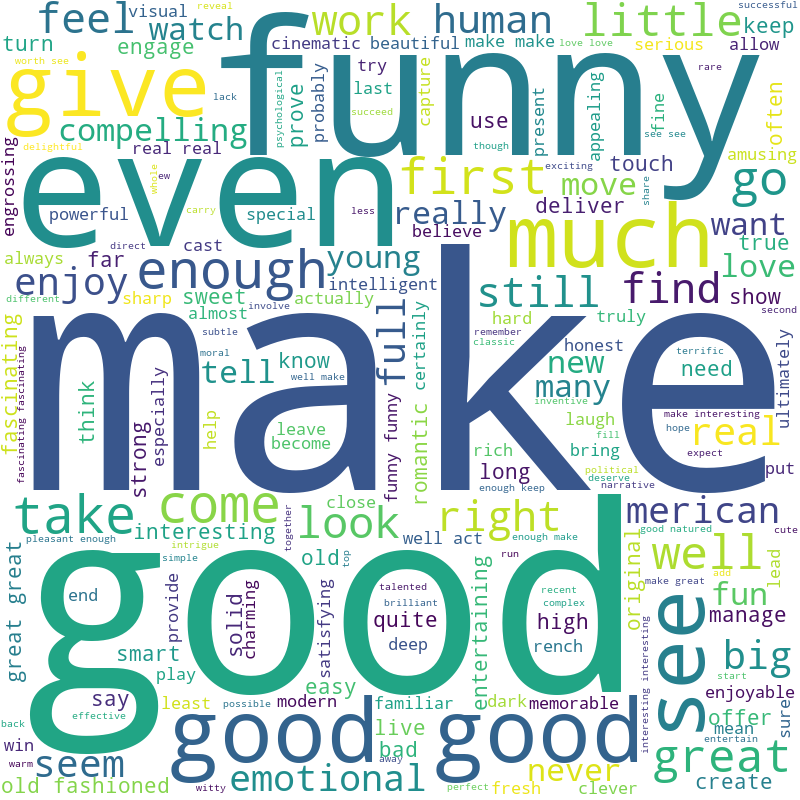 feel
visual
watch
reveal
work
human
little
successful
keep
turn
engage
cinematic
beautiful
make make
love love
serious
allow
worth see
give
funny
lack
psychological
prove
probably
try
last
succeed
capture
use
present
appealing
fine
rare
see see
often
compelling
real real
though
engrossing
delightful
whole
ew
even
exciting
touch
amusing
first
move
share
go
powerful
carry
special
less
really
deliver
believe
much
want
always
far
direct
cast
young
true
enjoy
enough
intelligent
still
find
love
show
different
sharp
sweet
actually
involve
almost
hard
truly
second
fascinating
fascinating fascinating
make
subtle
moral
full
certainly
remember
classic
honest
terrific
ultimately
think
especially
tell
know
well make
new
many
need
strong
help
leave
become
funny funny
romantic
inventive
laugh
fill
make interesting
hope
real
rich
long
bring
political
deserve
expect
put
enough keep
narrative
take
come
close
look
right
merican
pleasant enough
interesting
together
old
top
well act
enough make
good natured
cute
intrigue
simple
run
original
well
lead
great great
good
end
provide
solid
charming
satisfying
talented
brilliant
quite
deep
entertaining
recent
complex
high
rench
make great
add
fun
manage
smart
play
easy
see
big
start
say
least
possible
modern
familiar
dark
memorable
interesting interesting
enjoyable
back
effective
good
live
bad
good
offer
mean
sure
win
warm
seem
away
never
great
entertain
old fashioned
witty
emotional
perfect
fresh
clever
create